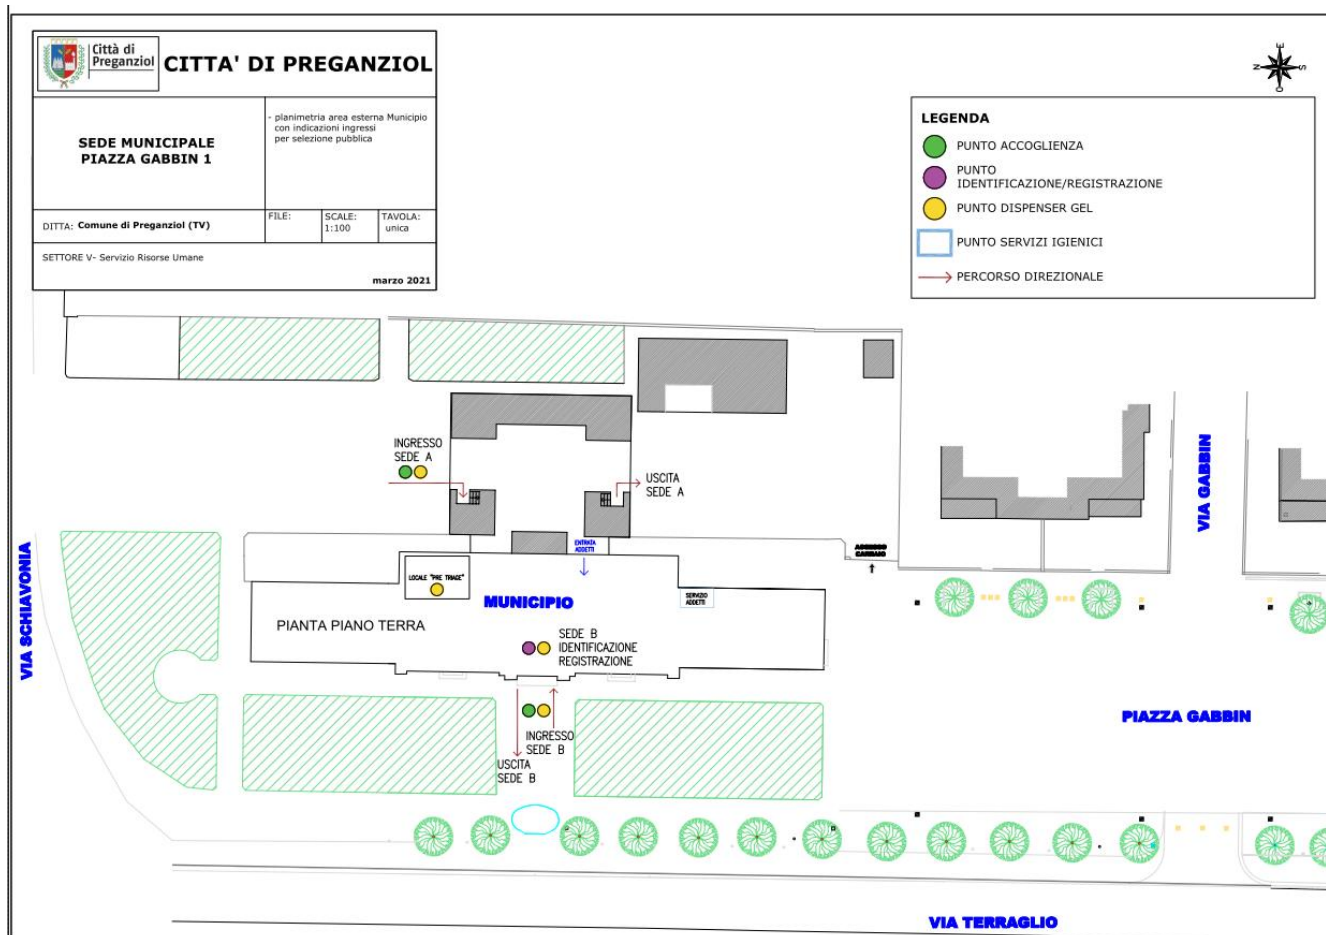 Città di
Preganziol
CITTA' DI PREGANZIOL
SEDE MUNICIPALE
PIAZZA GABBIN 1
- planimetria area esterna Municipio
con indicazioni ingressi
per selezione pubblica
DITTA: Comune di Preganziol (TV)
FILE:
SCALE:
1:100
TAVOLA:
unica
SETTORE V- Servizio Risorse Umane
marzo 2021
E
N
S
O
LEGENDA
PUNTO ACCOGLIENZA
PUNTO
IDENTIFICAZIONE/REGISTRAZIONE
PUNTO DISPENSER GEL
PUNTO SERVIZI IGIENICI
PERCORSO DIREZIONALE
INGRESSO
SEDE A
USCITA
SEDE A
VIA GABBIN
ENTRATA
ADDETTI
ACCESSO
CARRAIO
LOCALE "PRE TRIAGE"
MUNICIPIO
SERVIZIO
ADDETTI
PIANTA PIANO TERRA
SEDE B
IDENTIFICAZIONE
REGISTRAZIONE
VIA SCHIAVONIA
PIAZZA GABBIN
INGRESSO
SEDE B
USCITA
SEDE B
VIA TERRAGLIO